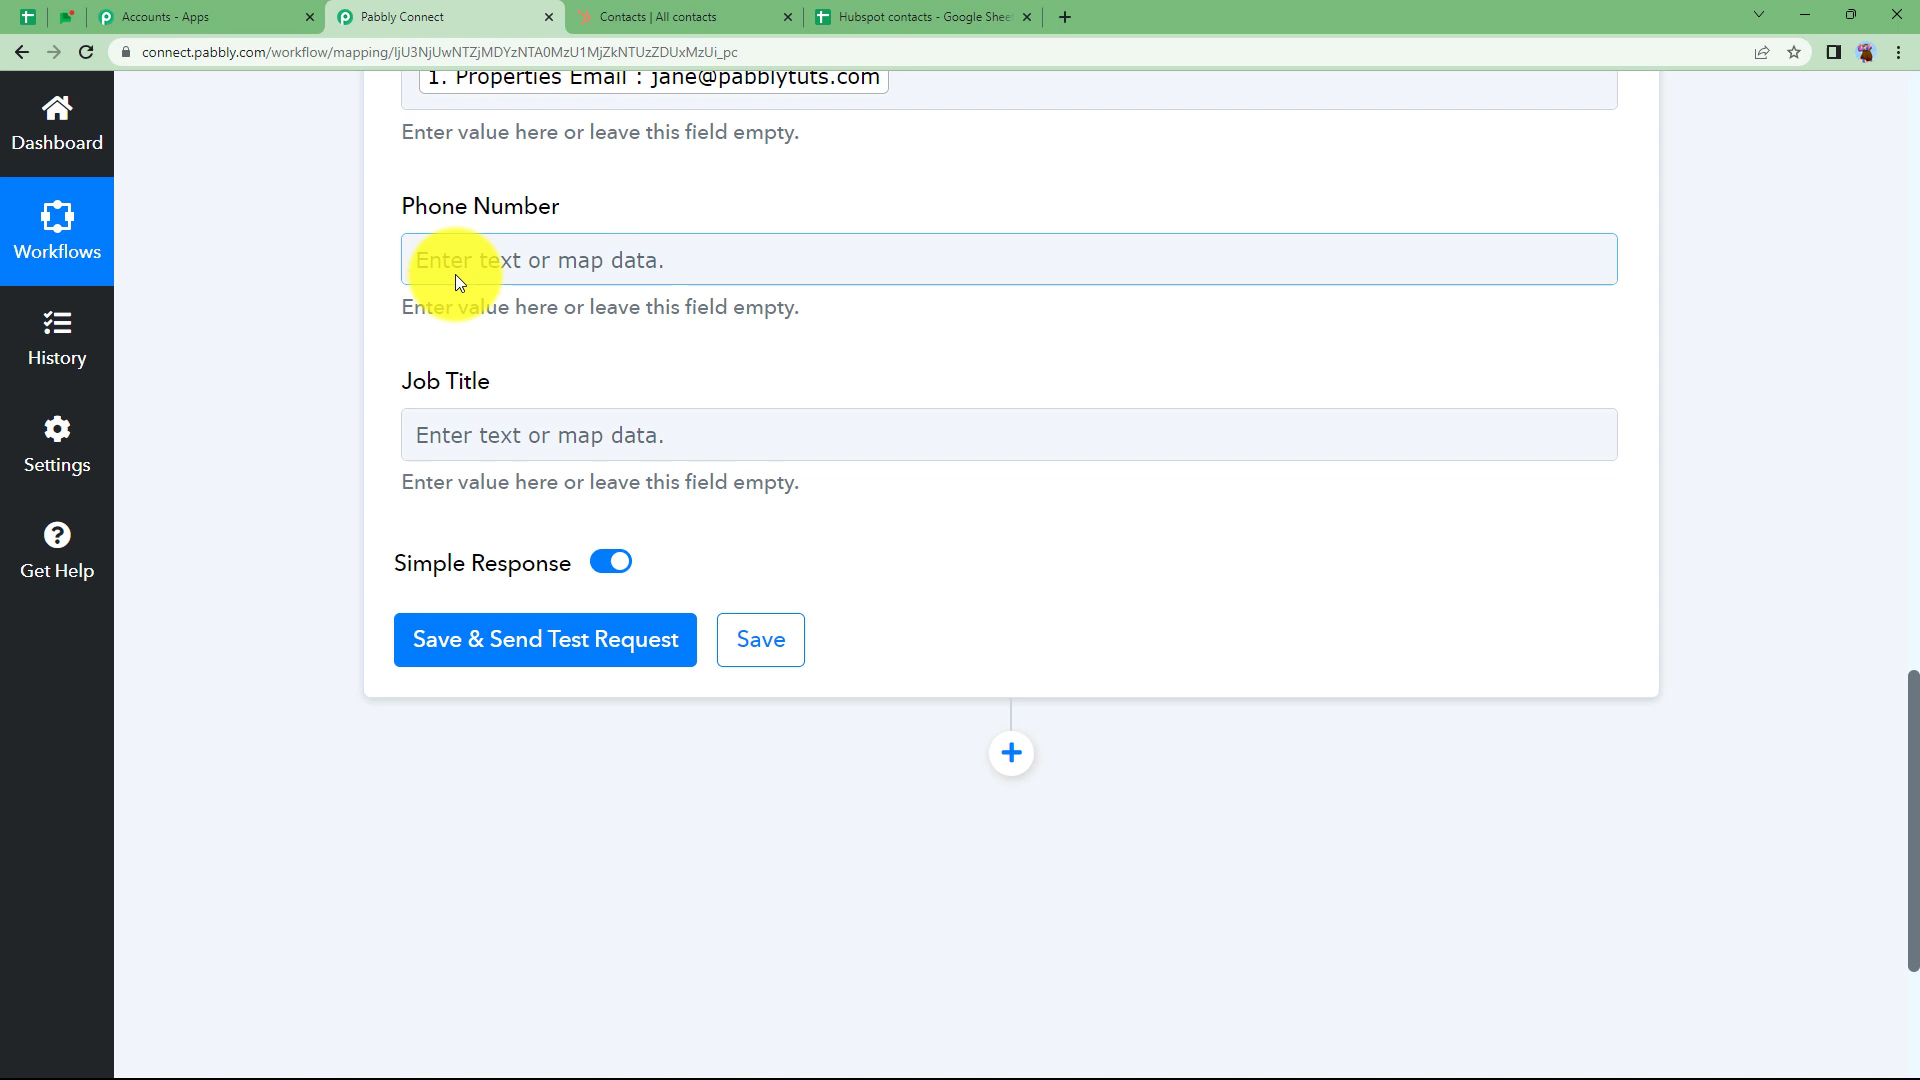 Accounts - Apps
Pabbly Connect
Contacts | All contacts
Hubspot contacts - Google Shee
connect.pabbly.com/workflow/mapping/IjU3NjUwNTZjMDYzNTA0MzU1MjZkNTUzZDUxMzUi_pc
Dashboard
Workflows
History
Settings
Get Help
1. Properties Email : jane@pabblytuts.com
Enter value here or leave this field empty.
Phone Number
Enter text or map data.
Enter value here or leave this field empty.
Job Title
Enter text or map data.
Enter value here or leave this field empty.
Simple Response
Save & Send Test Request
Save